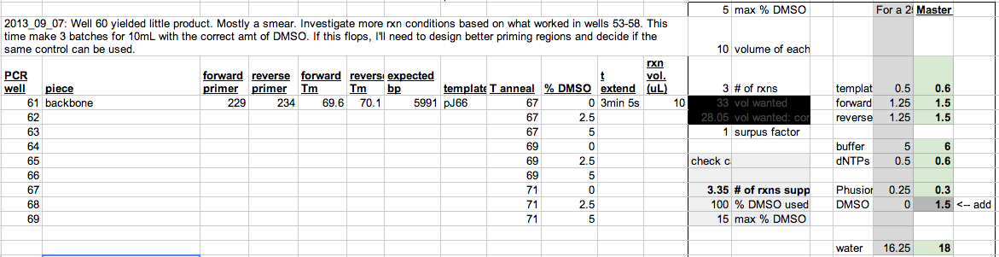 5 max % DMSO For a 2 Master
2013_09_07: Well 60 yielded little product. Mostly a smear. Investigate more rxn conditions based on what worked in wells 53-58. This
time make 3 batches for 10mL with the correct amt of DMSO. If this flops, I'll need to design better priming regions and decide if the
same control can be used.
10 volume of each
PCR well piece forward primer reverse primer forward Tm revers Tm expected bp template T anneal % DMSO t extend rxn vol. (uL)
3 # of rxns templat 0.5 0.6
61 backbone 229 234 69.6 70.1 5991 pJ66 67 0 3min 5s 10 33 vol wanted forward 1.25 1.5
62 67 2.5 28.05 vol wanted: cor reverse 1.25 1.5
63 67 5 1 surpus factor
64 69 0 buffer 5 6
65 69 2.5 check c dNTPs 0.5 0.6
66 69 5
67 71 0 3.35 # of rxns supp Phusior 0.25 0.3
68 71 2.5 100 % DMSO used DMSO 0 1.5 <-- add
69 71 5 15 max % DMSO
water 16.25 18